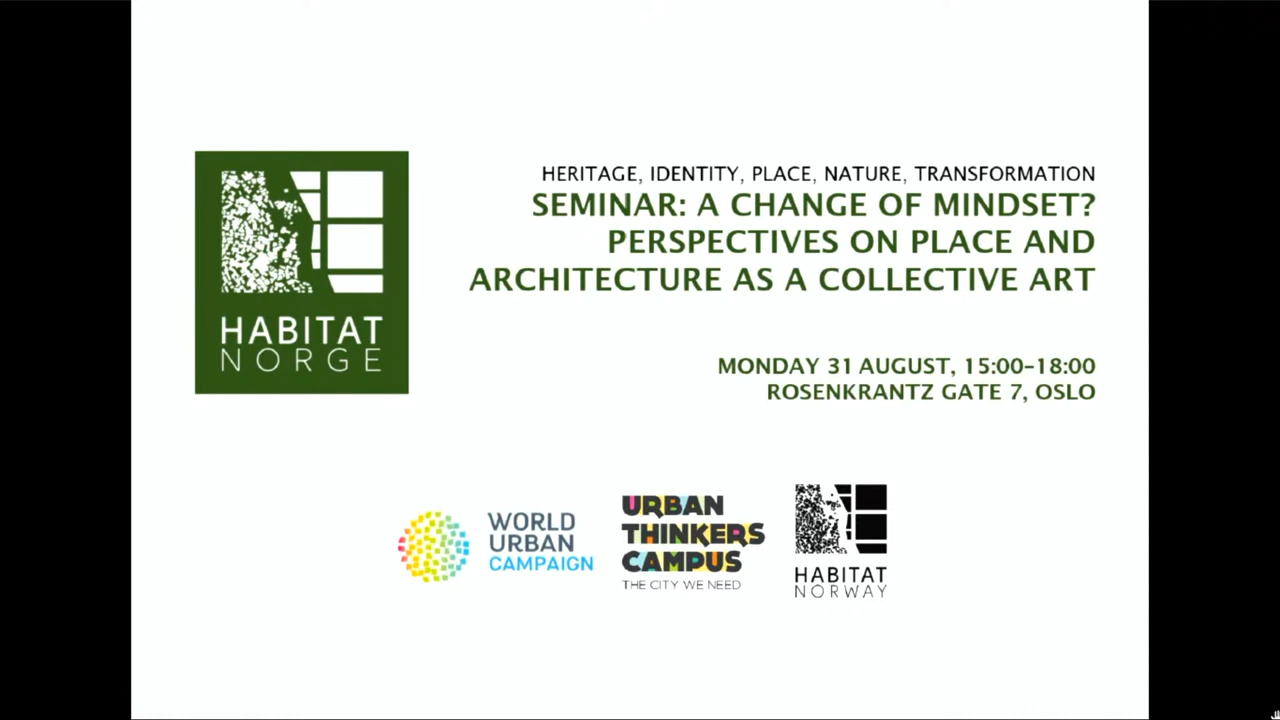 HABITAT
NORGE
HERITAGE, IDENTITY, PLACE, NATURE, TRANSFORMATION
SEMINAR: A CHANGE OF MINDSET?
PERSPECTIVES ON PLACE AND
ARCHITECTURE AS A COLLECTIVE ART
MONDAY 31 AUGUST, 15:00–18:00
ROSENKRANTZ GATE 7, OSLO
WORLD
URBAN
CAMPAIGN
URBAN
THINKERS
CAMPUS
THE CITY WE NEED
HABITAT
NORWAY